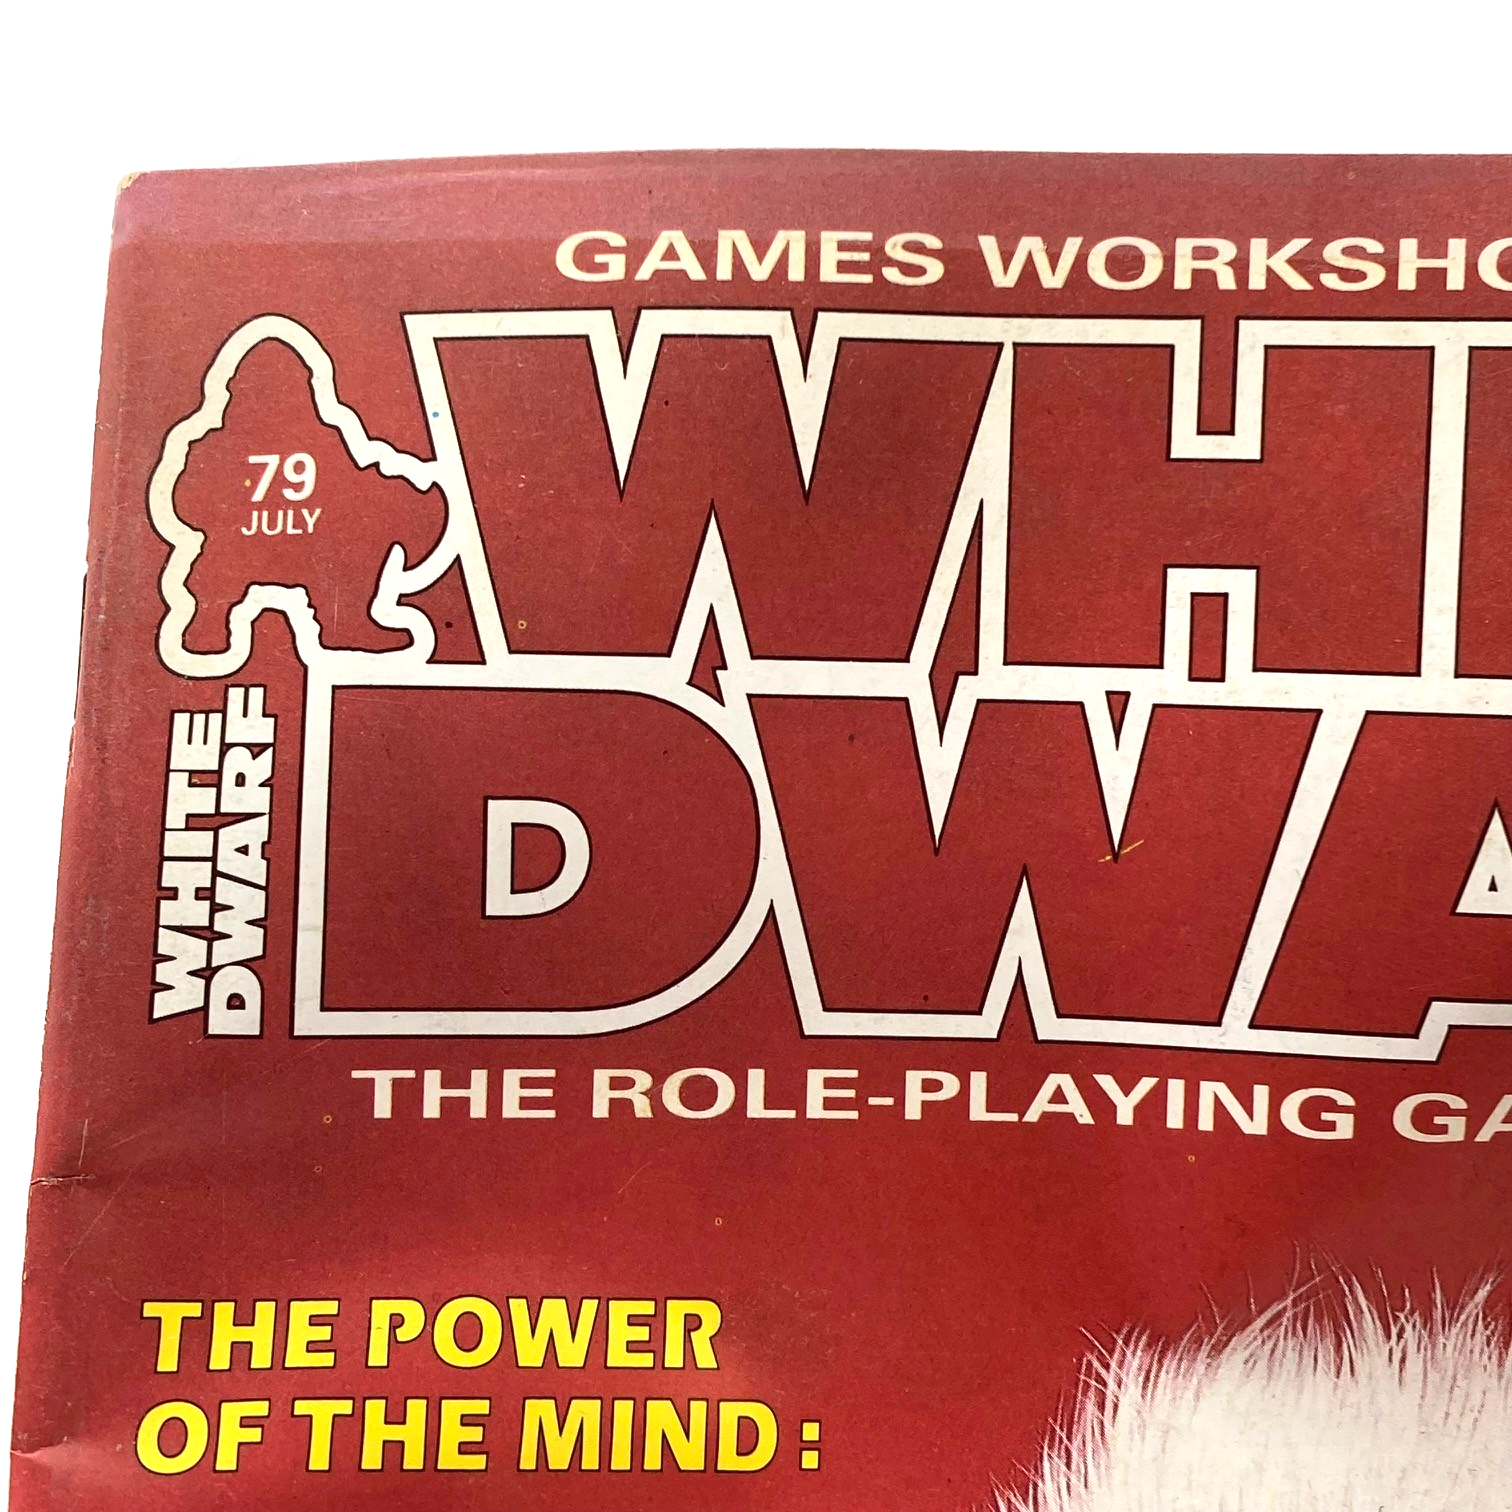 GAMES WORKSHO
79
JULY
WH
DWA
D
WHITE
DWARF
THE ROLE-PLAYING GA
THE POWER
OF THE MIND: